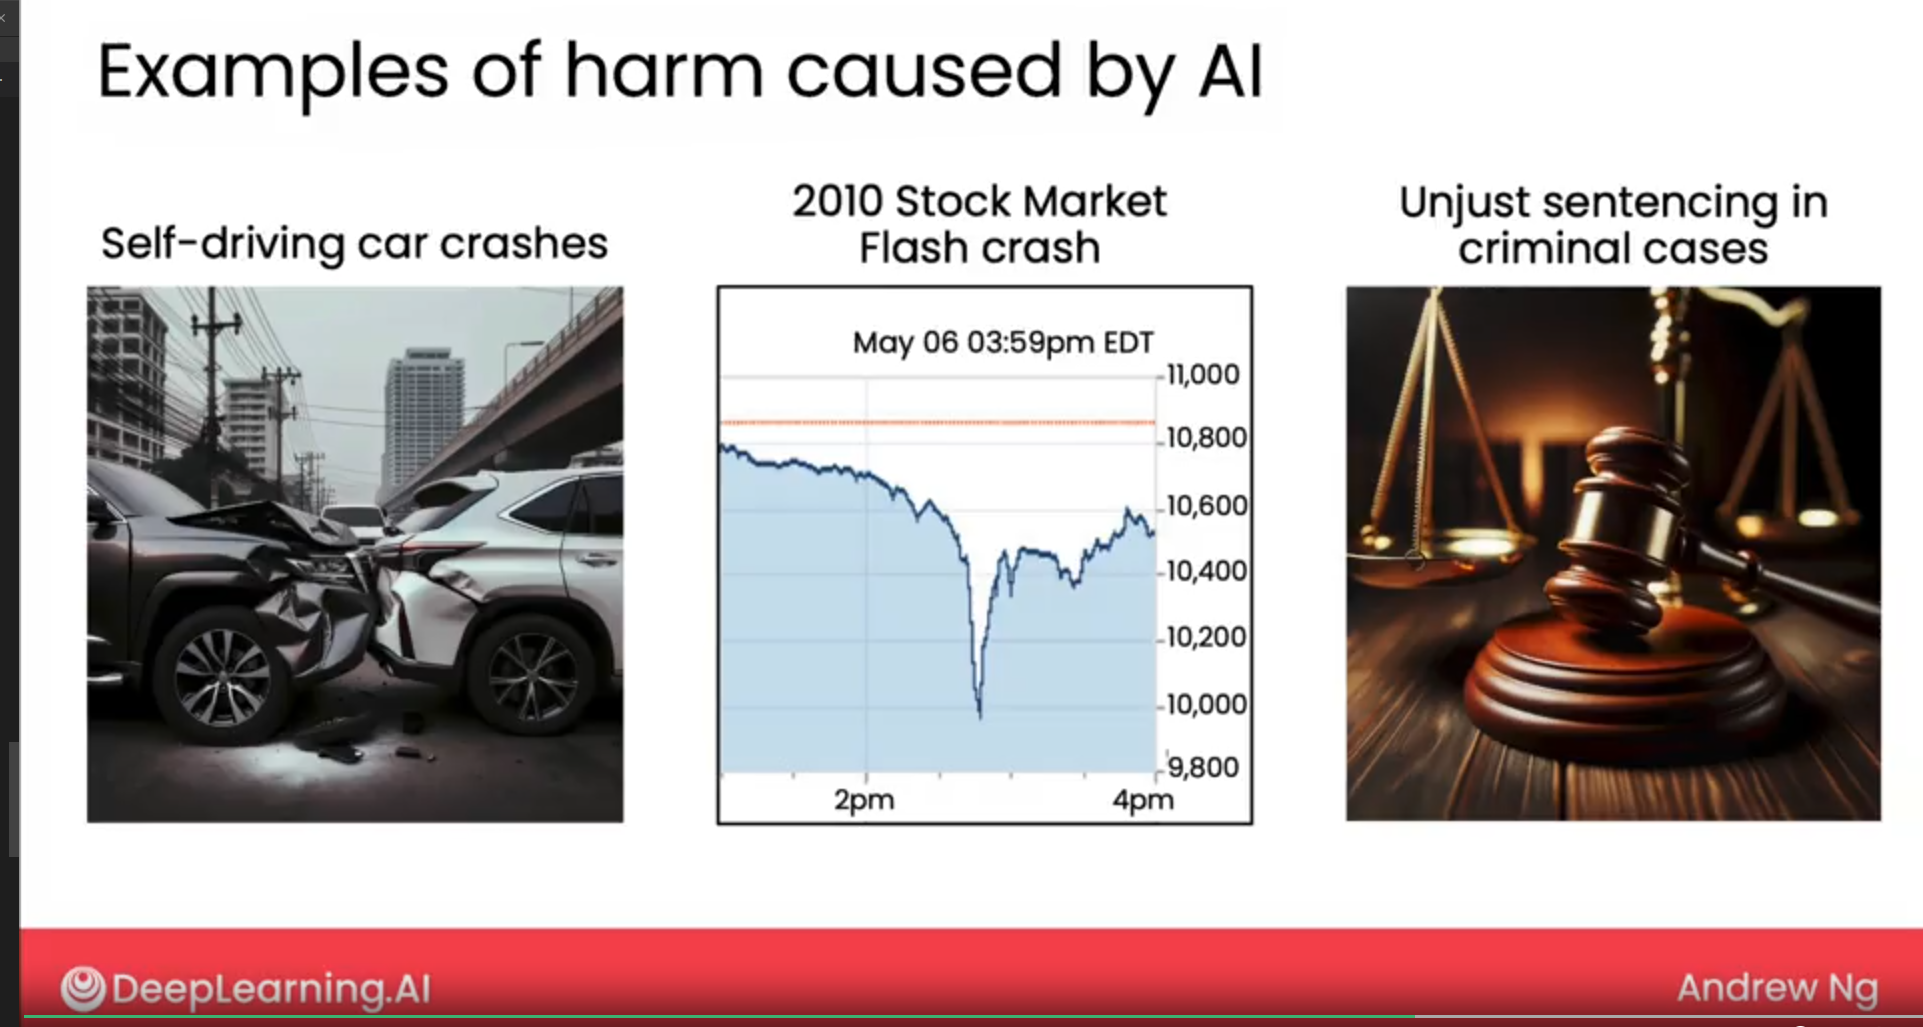 Examples of harm caused by AI
Self-driving car crashes
2010 Stock Market
Flash crash
May 06 03:59pm EDT
11,000
10,800
10,600
10,400
10,200
10,000
9,800
2pm
4pm
Unjust sentencing in
criminal cases
DeepLearning.AI
Andrew Ng